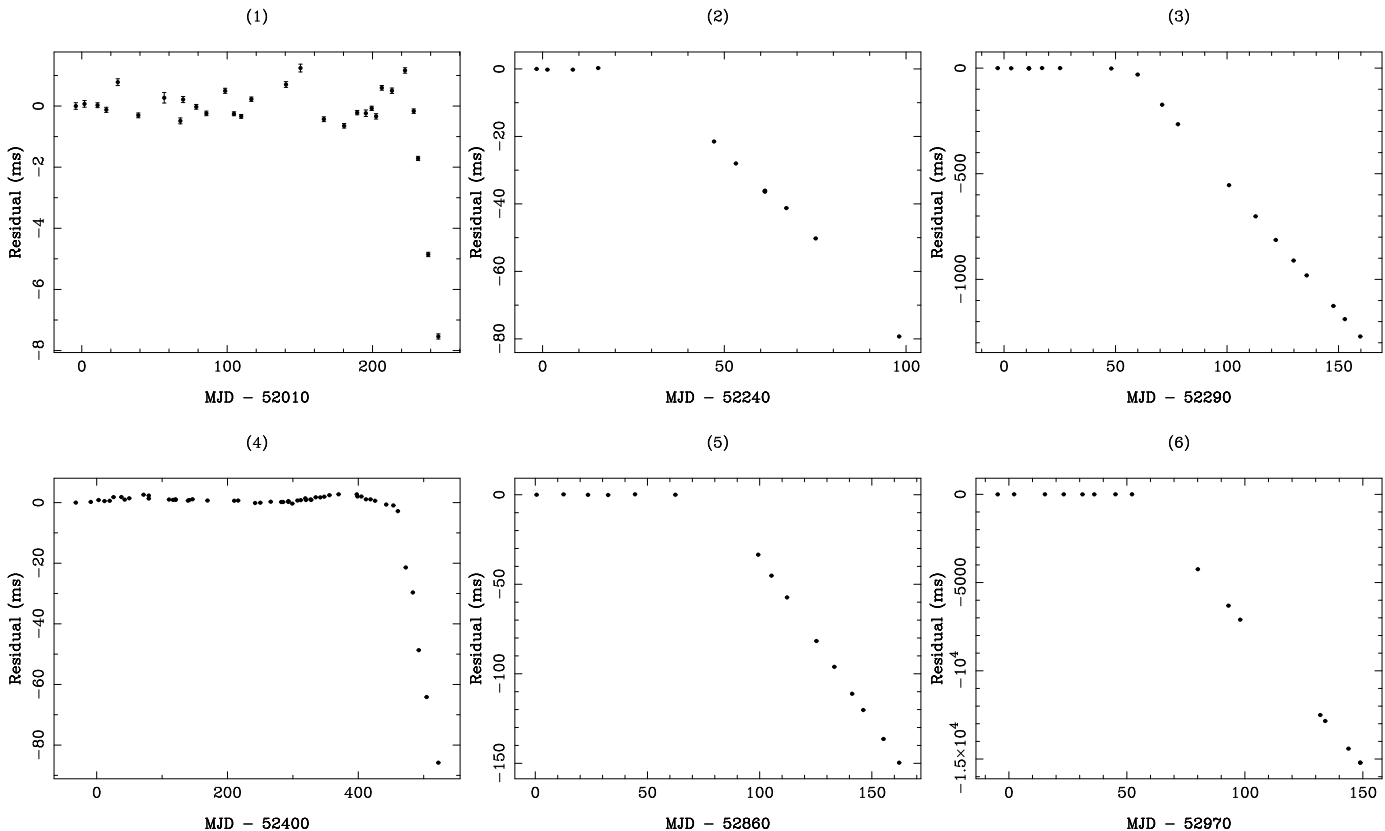 (1) (2) (3)
Residual (ms) 0 −2 −4 −6 −8
0 100 200
MJD − 52010
Residual (ms) 0 −20 −40 −60 −80
0 50 100
MJD − 52240
Residual (ms) 0 −500 −1000
0 50 100 150
MJD − 52290
(4) (5) (6)
Residual (ms) 0 −20 −40 −60 −80
0 200 400
MJD − 52400
Residual (ms) 0 −50 −100 −150
0 50 100 150
MJD − 52860
Residual (ms) 0 −5000 −10⁴ −1.5×10⁴
0 50 100 150
MJD − 52970